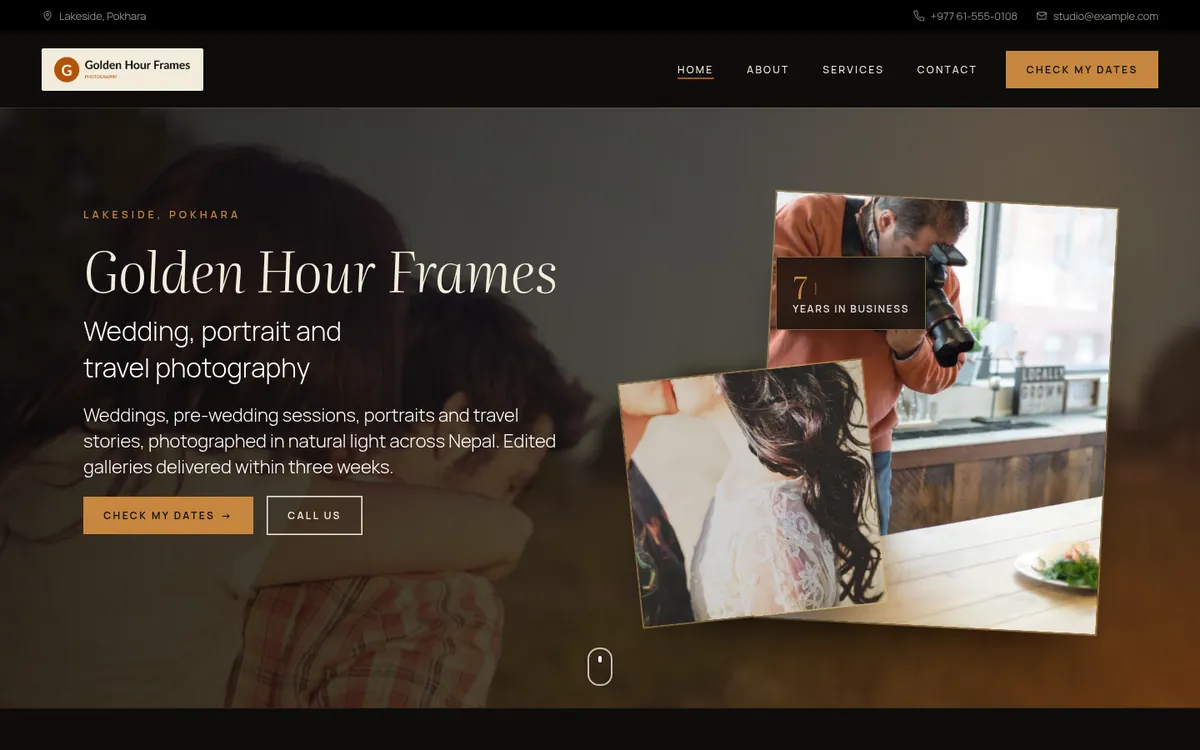 Lakeside, Pokhara
+977 61-555-0108
studio@example.com
G
Golden Hour Frames
PHOTOGRAPHY
HOME
ABOUT
SERVICES
CONTACT
CHECK MY DATES
LAKESIDE, POKHARA
Golden Hour Frames
Wedding, portrait and
travel photography
Weddings, pre-wedding sessions, portraits and travel
stories, photographed in natural light across Nepal. Edited
galleries delivered within three weeks.
CHECK MY DATES →
CALL US
7
YEARS IN BUSINESS
LOCALLY
GROWN